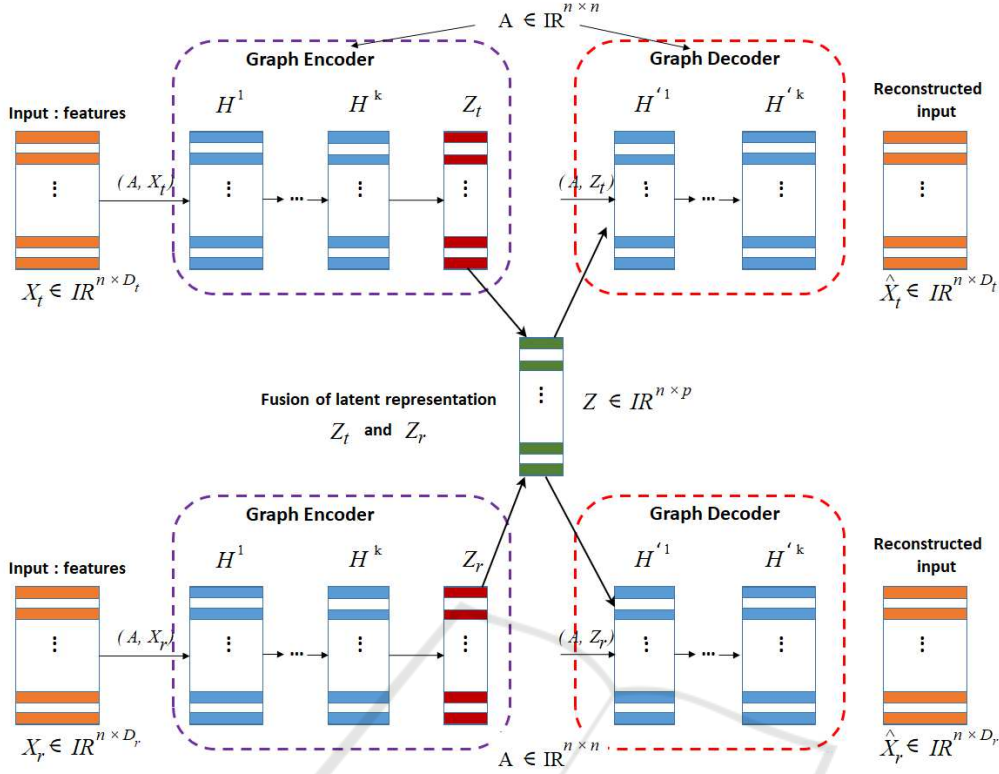 A ∈ IR^{n×n}
Graph Encoder
Graph Decoder
Input : features
H^1
H^k
Z_t
H'^1
H'^k
Reconstructed
input
(A, X_t)
...
(A, Z_t)
...
X_t ∈ IR^{n×D_t}
X̂_t ∈ IR^{n×D_t}
Fusion of latent representation
Z_t and Z_r
Z ∈ IR^{n×p}
Graph Encoder
Graph Decoder
Input : features
H^1
H^k
Z_r
H'^1
H'^k
Reconstructed
input
(A, X_r)
...
(A, Z_r)
...
X_r ∈ IR^{n×D_r}
A ∈ IR^{n×n}
X̂_r ∈ IR^{n×D_r}